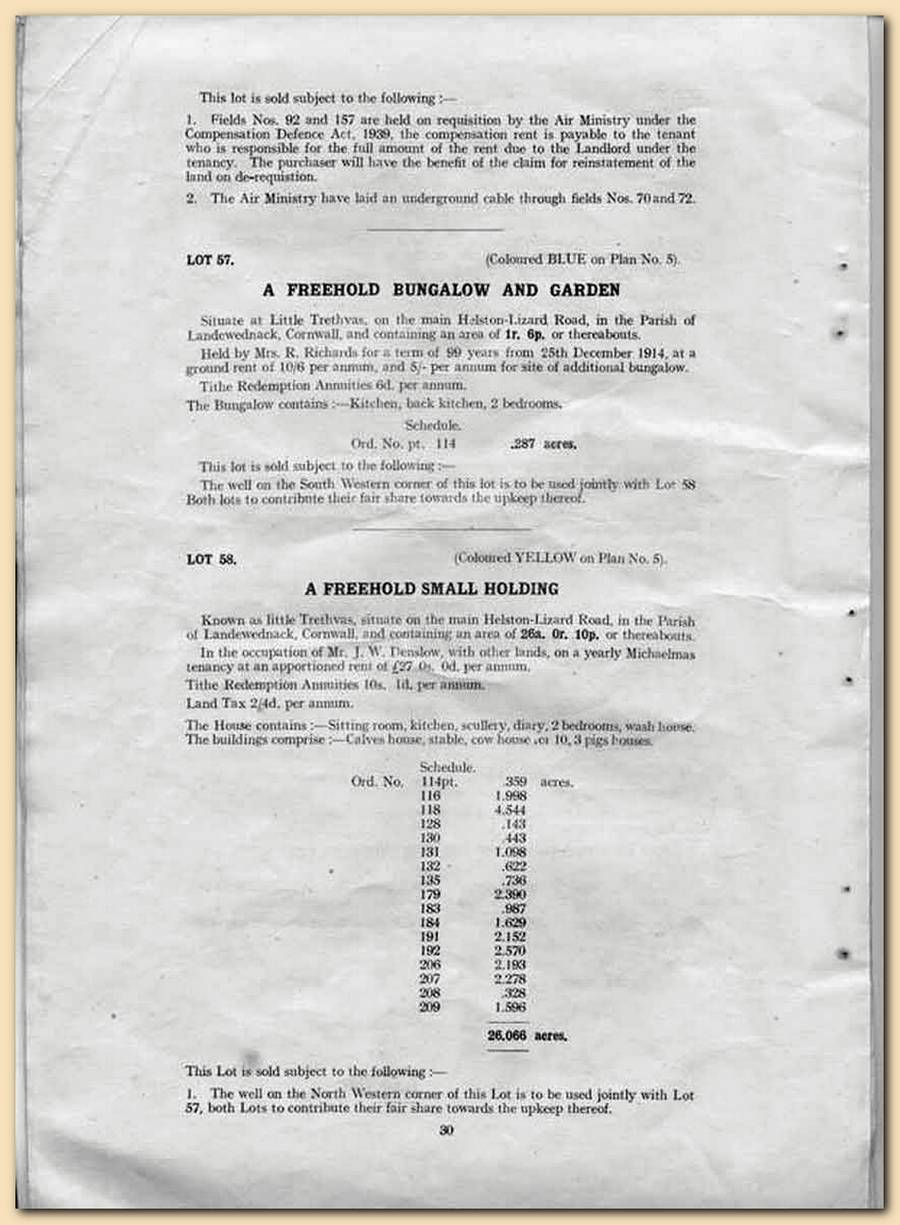 This lot is sold subject to the following :—
1. Fields Nos. 92 and 157 are held on requisition by the Air Ministry under the
Compensation Defence Act, 1939, the compensation rent is payable to the tenant
who is responsible for the full amount of the rent due to the Landlord under the
tenancy. The purchaser will have the benefit of the claim for reinstatement of the
land on de-requistion.
2. The Air Ministry have laid an underground cable through fields Nos. 70 and 72.
LOT 57. (Coloured BLUE on Plan No. 5).
A FREEHOLD BUNGALOW AND GARDEN
Situate at Little Trethvas, on the main Helston-Lizard Road, in the Parish of
Landewednack, Cornwall, and containing an area of 1r. 6p. or thereabouts.
Held by Mrs. R. Richards for a term of 99 years from 25th December 1914, at a
ground rent of 10/6 per annum, and 5/- per annum for site of additional bungalow.
Tithe Redemption Annuities 6d. per annum.
The Bungalow contains :—Kitchen, back kitchen, 2 bedrooms.
Schedule.
Ord. No. pt. 114 .287 acres.
This lot is sold subject to the following :—
The well on the South Western corner of this lot is to be used jointly with Lot 58
Both lots to contribute their fair share towards the upkeep thereof.
LOT 58. (Coloured YELLOW on Plan No. 5).
A FREEHOLD SMALL HOLDING
Known as little Trethvas, situate on the main Helston-Lizard Road, in the Parish
of Landewednack, Cornwall, and containing an area of 26a. 0r. 10p. or thereabouts.
In the occupation of Mr. J. W. Denslow, with other lands, on a yearly Michaelmas
tenancy at an apportioned rent of £27 0s. 0d. per annum.
Tithe Redemption Annuities 10s. 1d. per annum.
Land Tax 2/4d. per annum.
The House contains :—Sitting room, kitchen, scullery, diary, 2 bedrooms, wash house.
The buildings comprise :—Calves house, stable, cow house for 10, 3 pigs houses.
Schedule.
Ord. No. 114pt. .359 acres.
116 1.998
118 4.544
128 .143
130 .443
131 1.098
132 .622
135 .736
179 2.390
183 .987
184 1.629
191 2.152
192 2.570
206 2.193
207 2.278
208 .328
209 1.596
26.066 acres.
This Lot is sold subject to the following :—
1. The well on the North Western corner of this Lot is to be used jointly with Lot
57, both Lots to contribute their fair share towards the upkeep thereof.
30